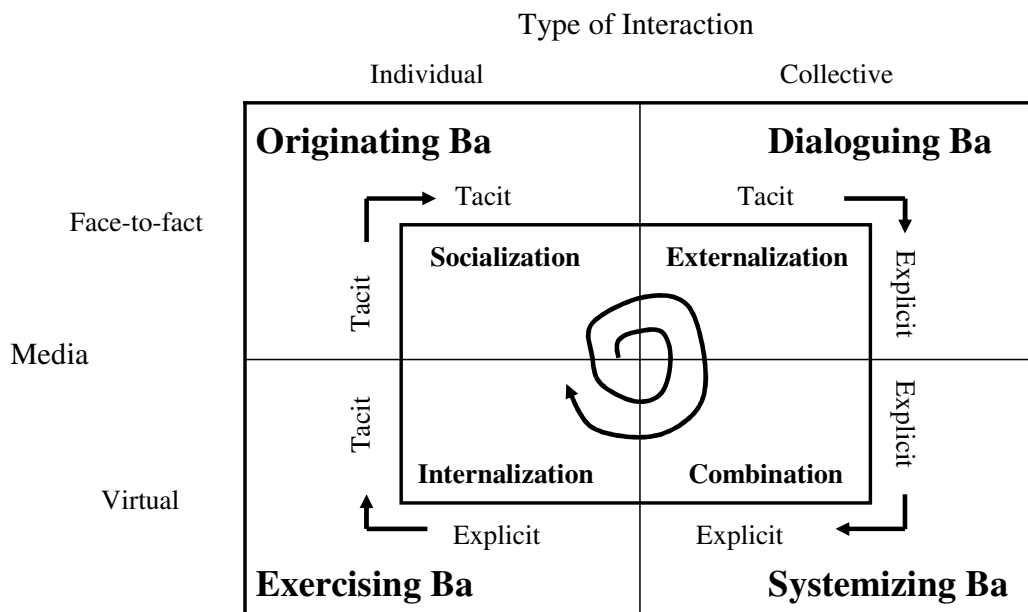 Type of Interaction
Individual
Collective
Originating Ba
Dialoguing Ba
Tacit
Tacit
Face-to-fact
Socialization
Externalization
Tacit
Explicit
Media
Tacit
Explicit
Internalization
Combination
Virtual
Explicit
Explicit
Exercising Ba
Systemizing Ba